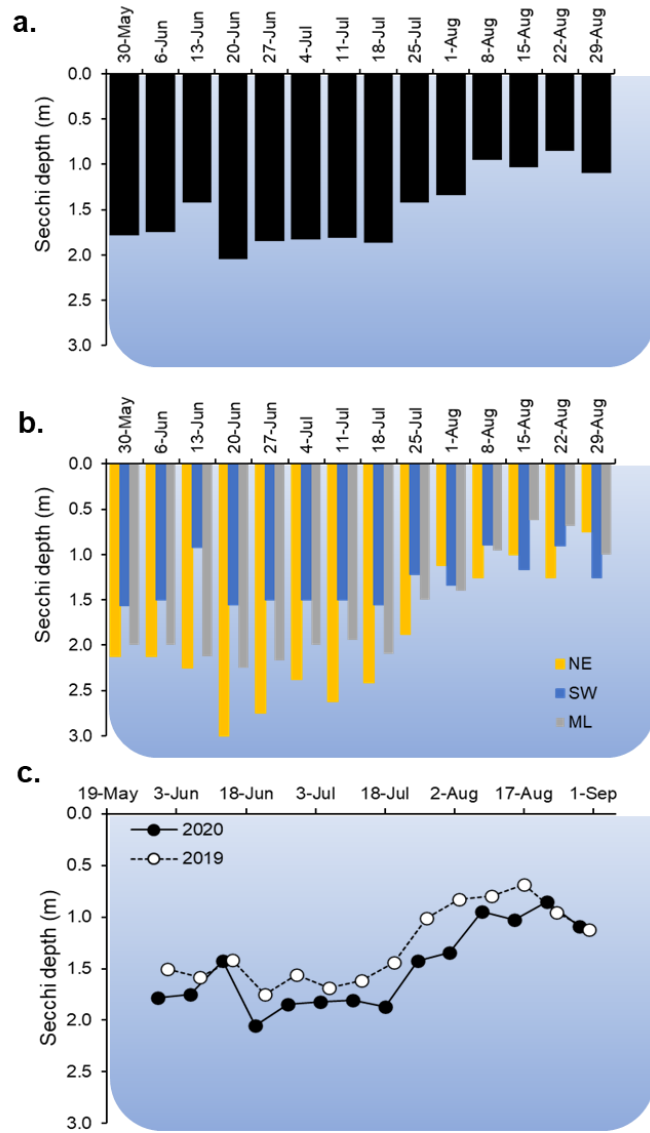 a.
30-May 6-Jun 13-Jun 20-Jun 27-Jun 4-Jul 11-Jul 18-Jul 25-Jul 1-Aug 8-Aug 15-Aug 22-Aug 29-Aug
0.0
0.5
1.0
1.5
2.0
2.5
3.0
Secchi depth (m)
b.
30-May 6-Jun 13-Jun 20-Jun 27-Jun 4-Jul 11-Jul 18-Jul 25-Jul 1-Aug 8-Aug 15-Aug 22-Aug 29-Aug
0.0
0.5
1.0
1.5
2.0
2.5
3.0
Secchi depth (m)
NE
SW
ML
c.
19-May 3-Jun 18-Jun 3-Jul 18-Jul 2-Aug 17-Aug 1-Sep
0.0
0.5
1.0
1.5
2.0
2.5
3.0
Secchi depth (m)
2020
2019